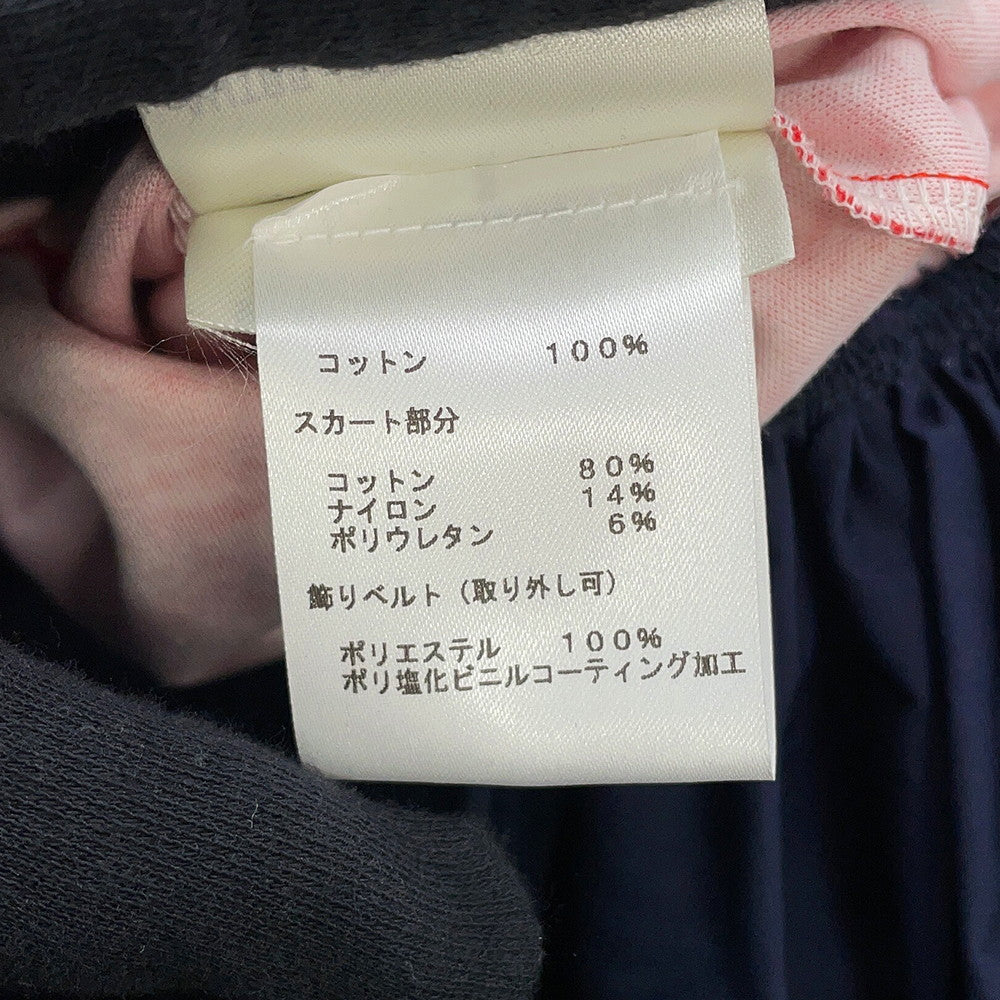 コットン 100%
スカート部分
コットン 80%
ナイロン 14%
ポリウレタン 6%
飾りベルト(取り外し可)
ポリエステル 100%
ポリ塩化ビニルコーティング加工